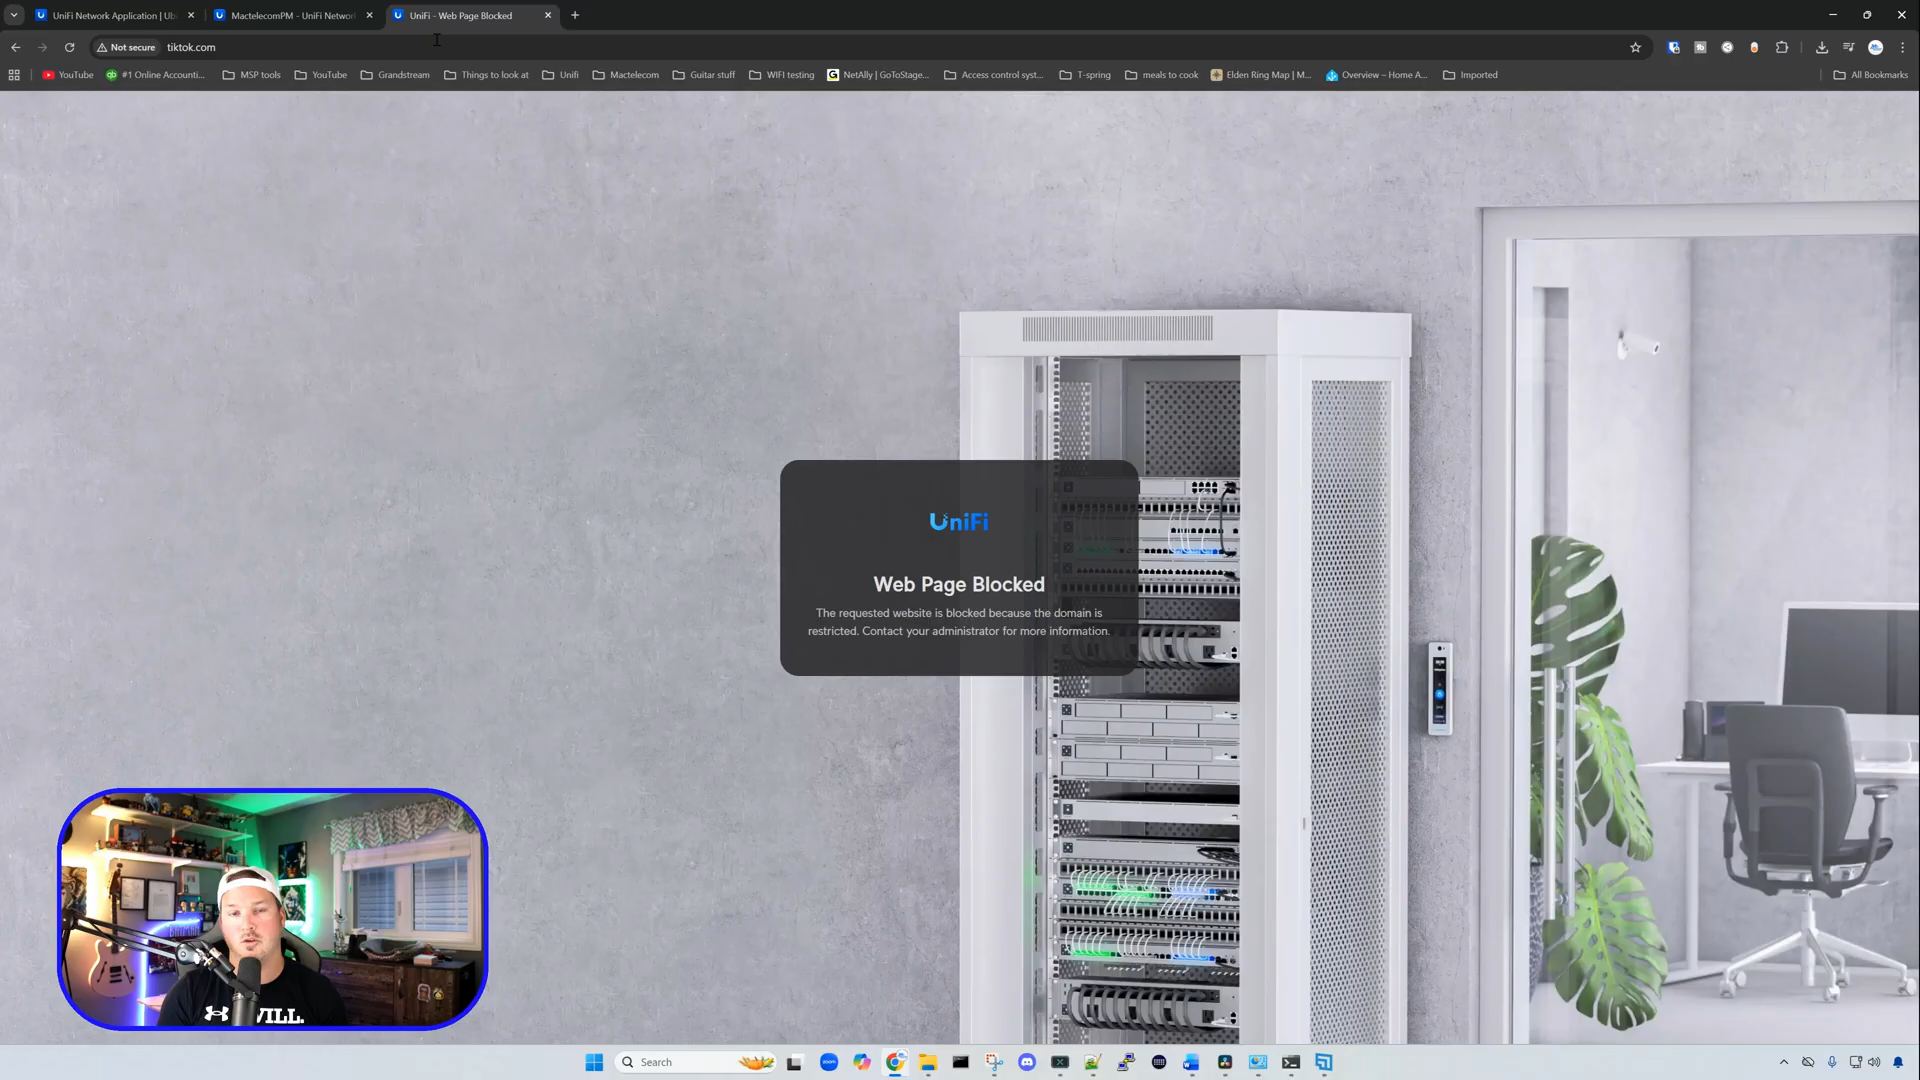 UniFi Network Application | Ubi
MactelecomPM - UniFi Networ
UniFi - Web Page Blocked
Not secure
tiktok.com
YouTube
#1 Online Accounti...
MSP tools
YouTube
Grandstream
Things to look at
Unifi
Mactelecom
Guitar stuff
WIFI testing
NetAlly | GoToStage...
Access control syst...
T-spring
meals to cook
Elden Ring Map | M...
Overview – Home A...
Imported
All Bookmarks
UniFi
Web Page Blocked
The requested website is blocked because the domain is
restricted. Contact your administrator for more information.
WILL.
Search
zoom